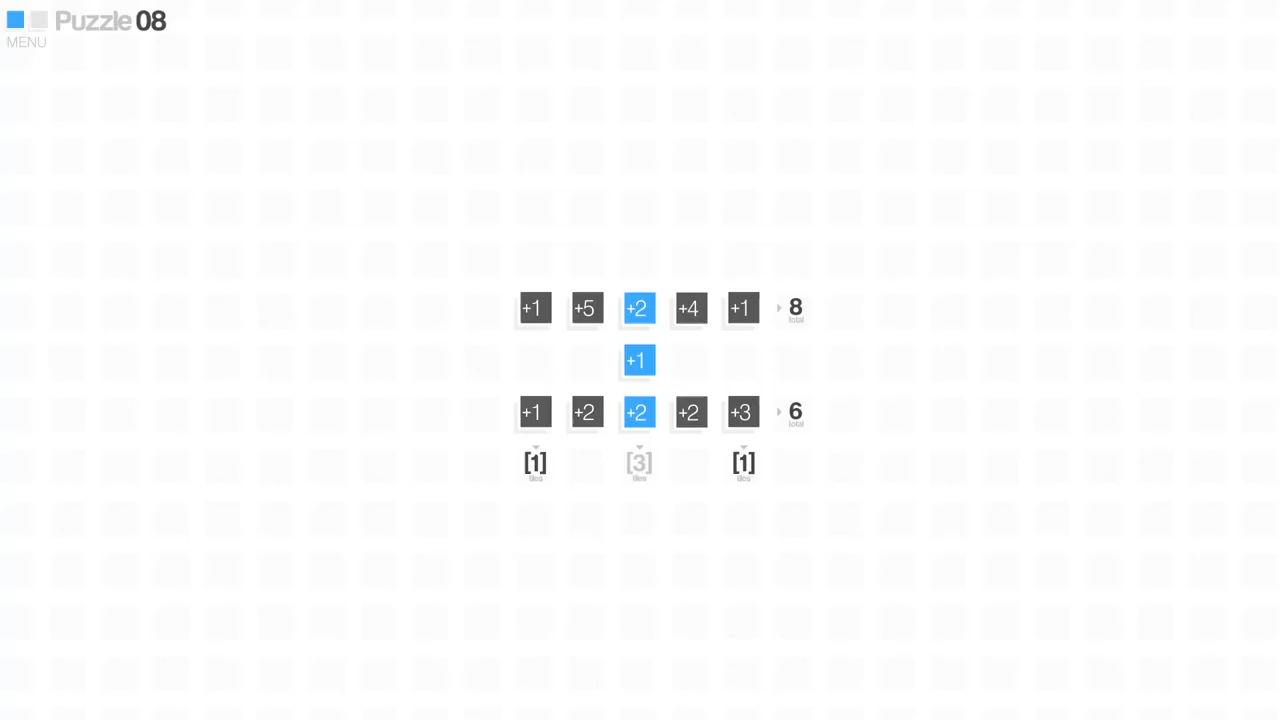 Puzzle 08
MENU
+1 +5 +2 +4 +1 8
total
+1
+1 +2 +2 +2 +3 6
total
[1] [3] [1]
tiles tiles tiles